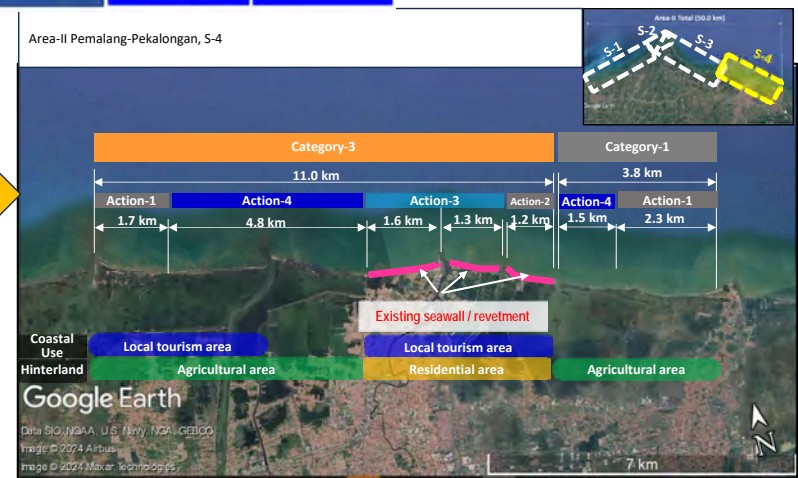 Area-II Pemalang-Pekalongan, S-4
Area-II Total (50.0 km)
S-1
S-2
S-3
S-4
Google Earth
Category-3
Category-1
11.0 km
3.8 km
Action-1
Action-4
Action-3
Action-2
Action-4
Action-1
1.7 km
4.8 km
1.6 km
1.3 km
1.2 km
1.5 km
2.3 km
Existing seawall / revetment
Coastal
Use
Local tourism area
Local tourism area
Hinterland
Agricultural area
Residential area
Agricultural area
Google Earth
Data SIO, NOAA, U.S. Navy, NGA, GEBCO
Image © 2024 Airbus
Image © 2024 Maxar Technologies
N
7 km